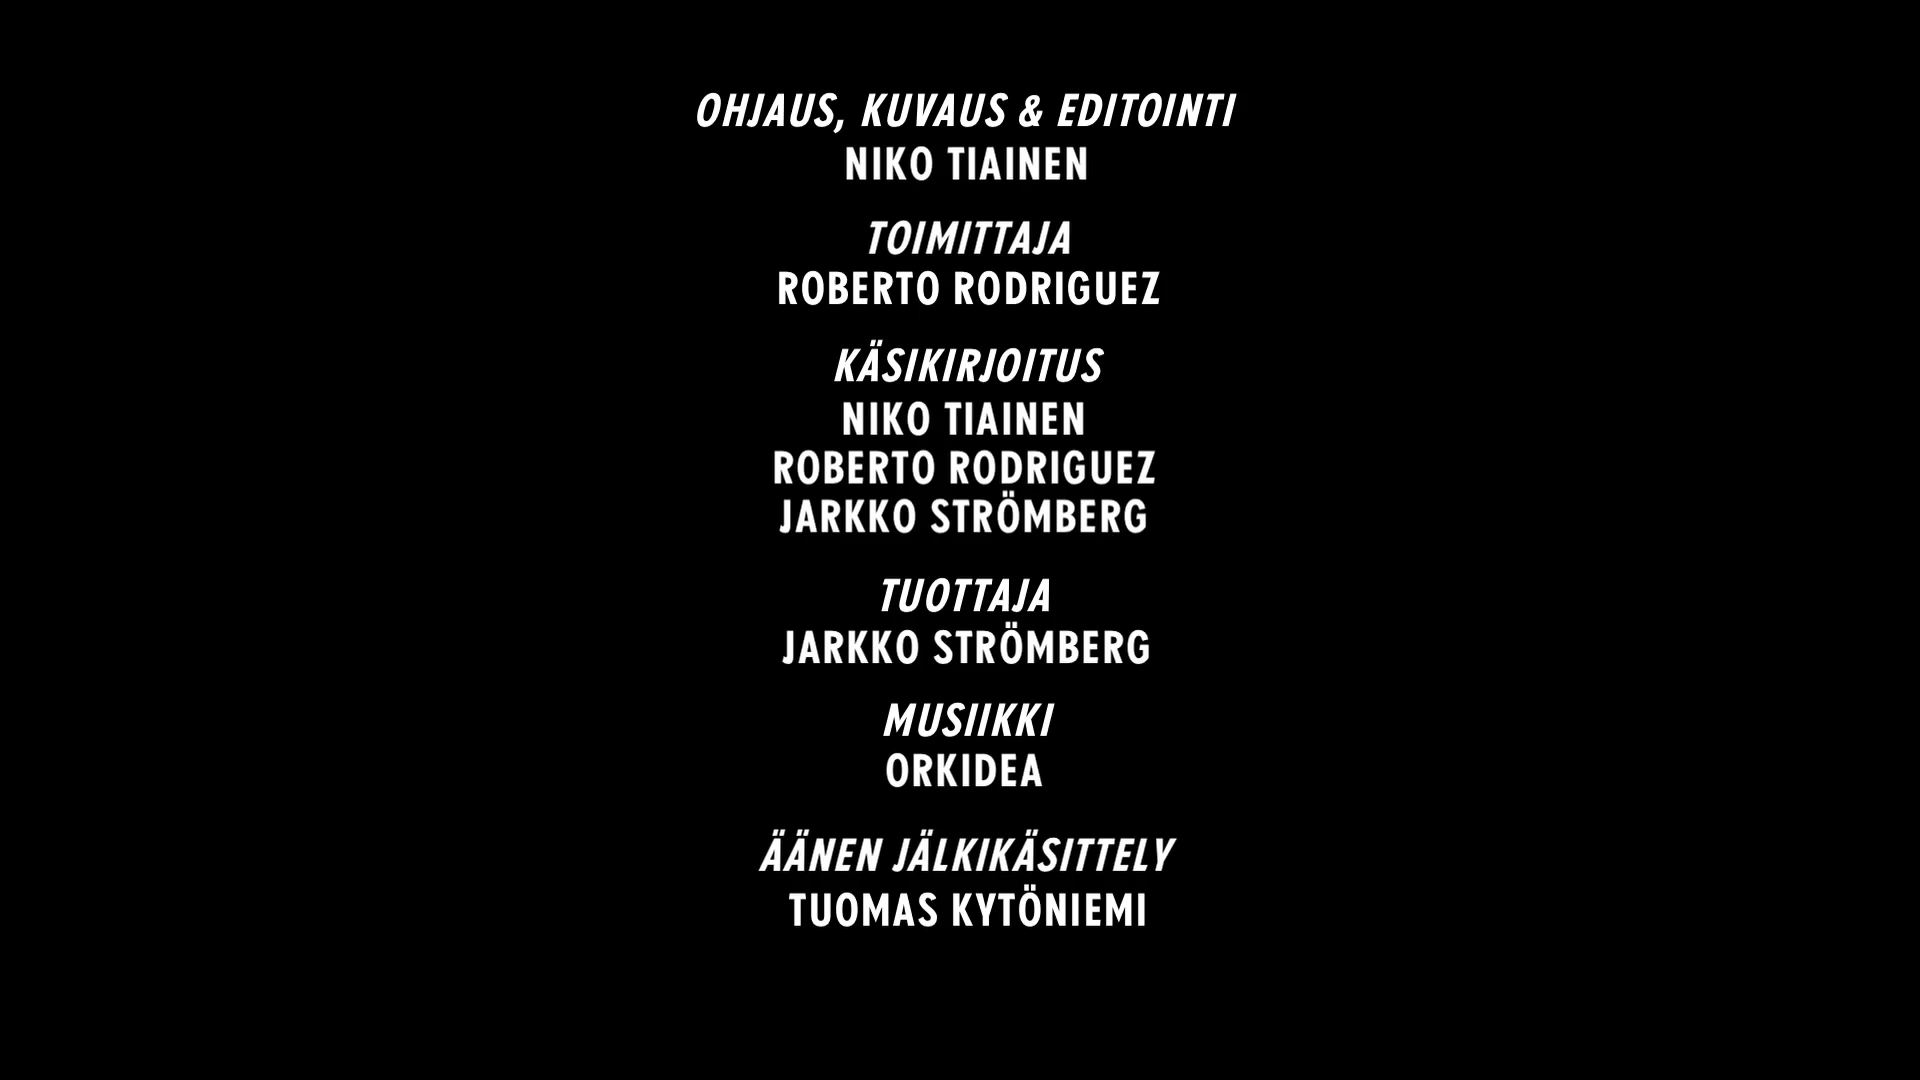 OHJAUS, KUVAUS & EDITOINTI
NIKO TIAINEN
TOIMITTAJA
ROBERTO RODRIGUEZ
KÄSIKIRJOITUS
NIKO TIAINEN
ROBERTO RODRIGUEZ
JARKKO STRÖMBERG
TUOTTAJA
JARKKO STRÖMBERG
MUSIIKKI
ORKIDEA
ÄÄNEN JÄLKIKÄSITTELY
TUOMAS KYTÖNIEMI